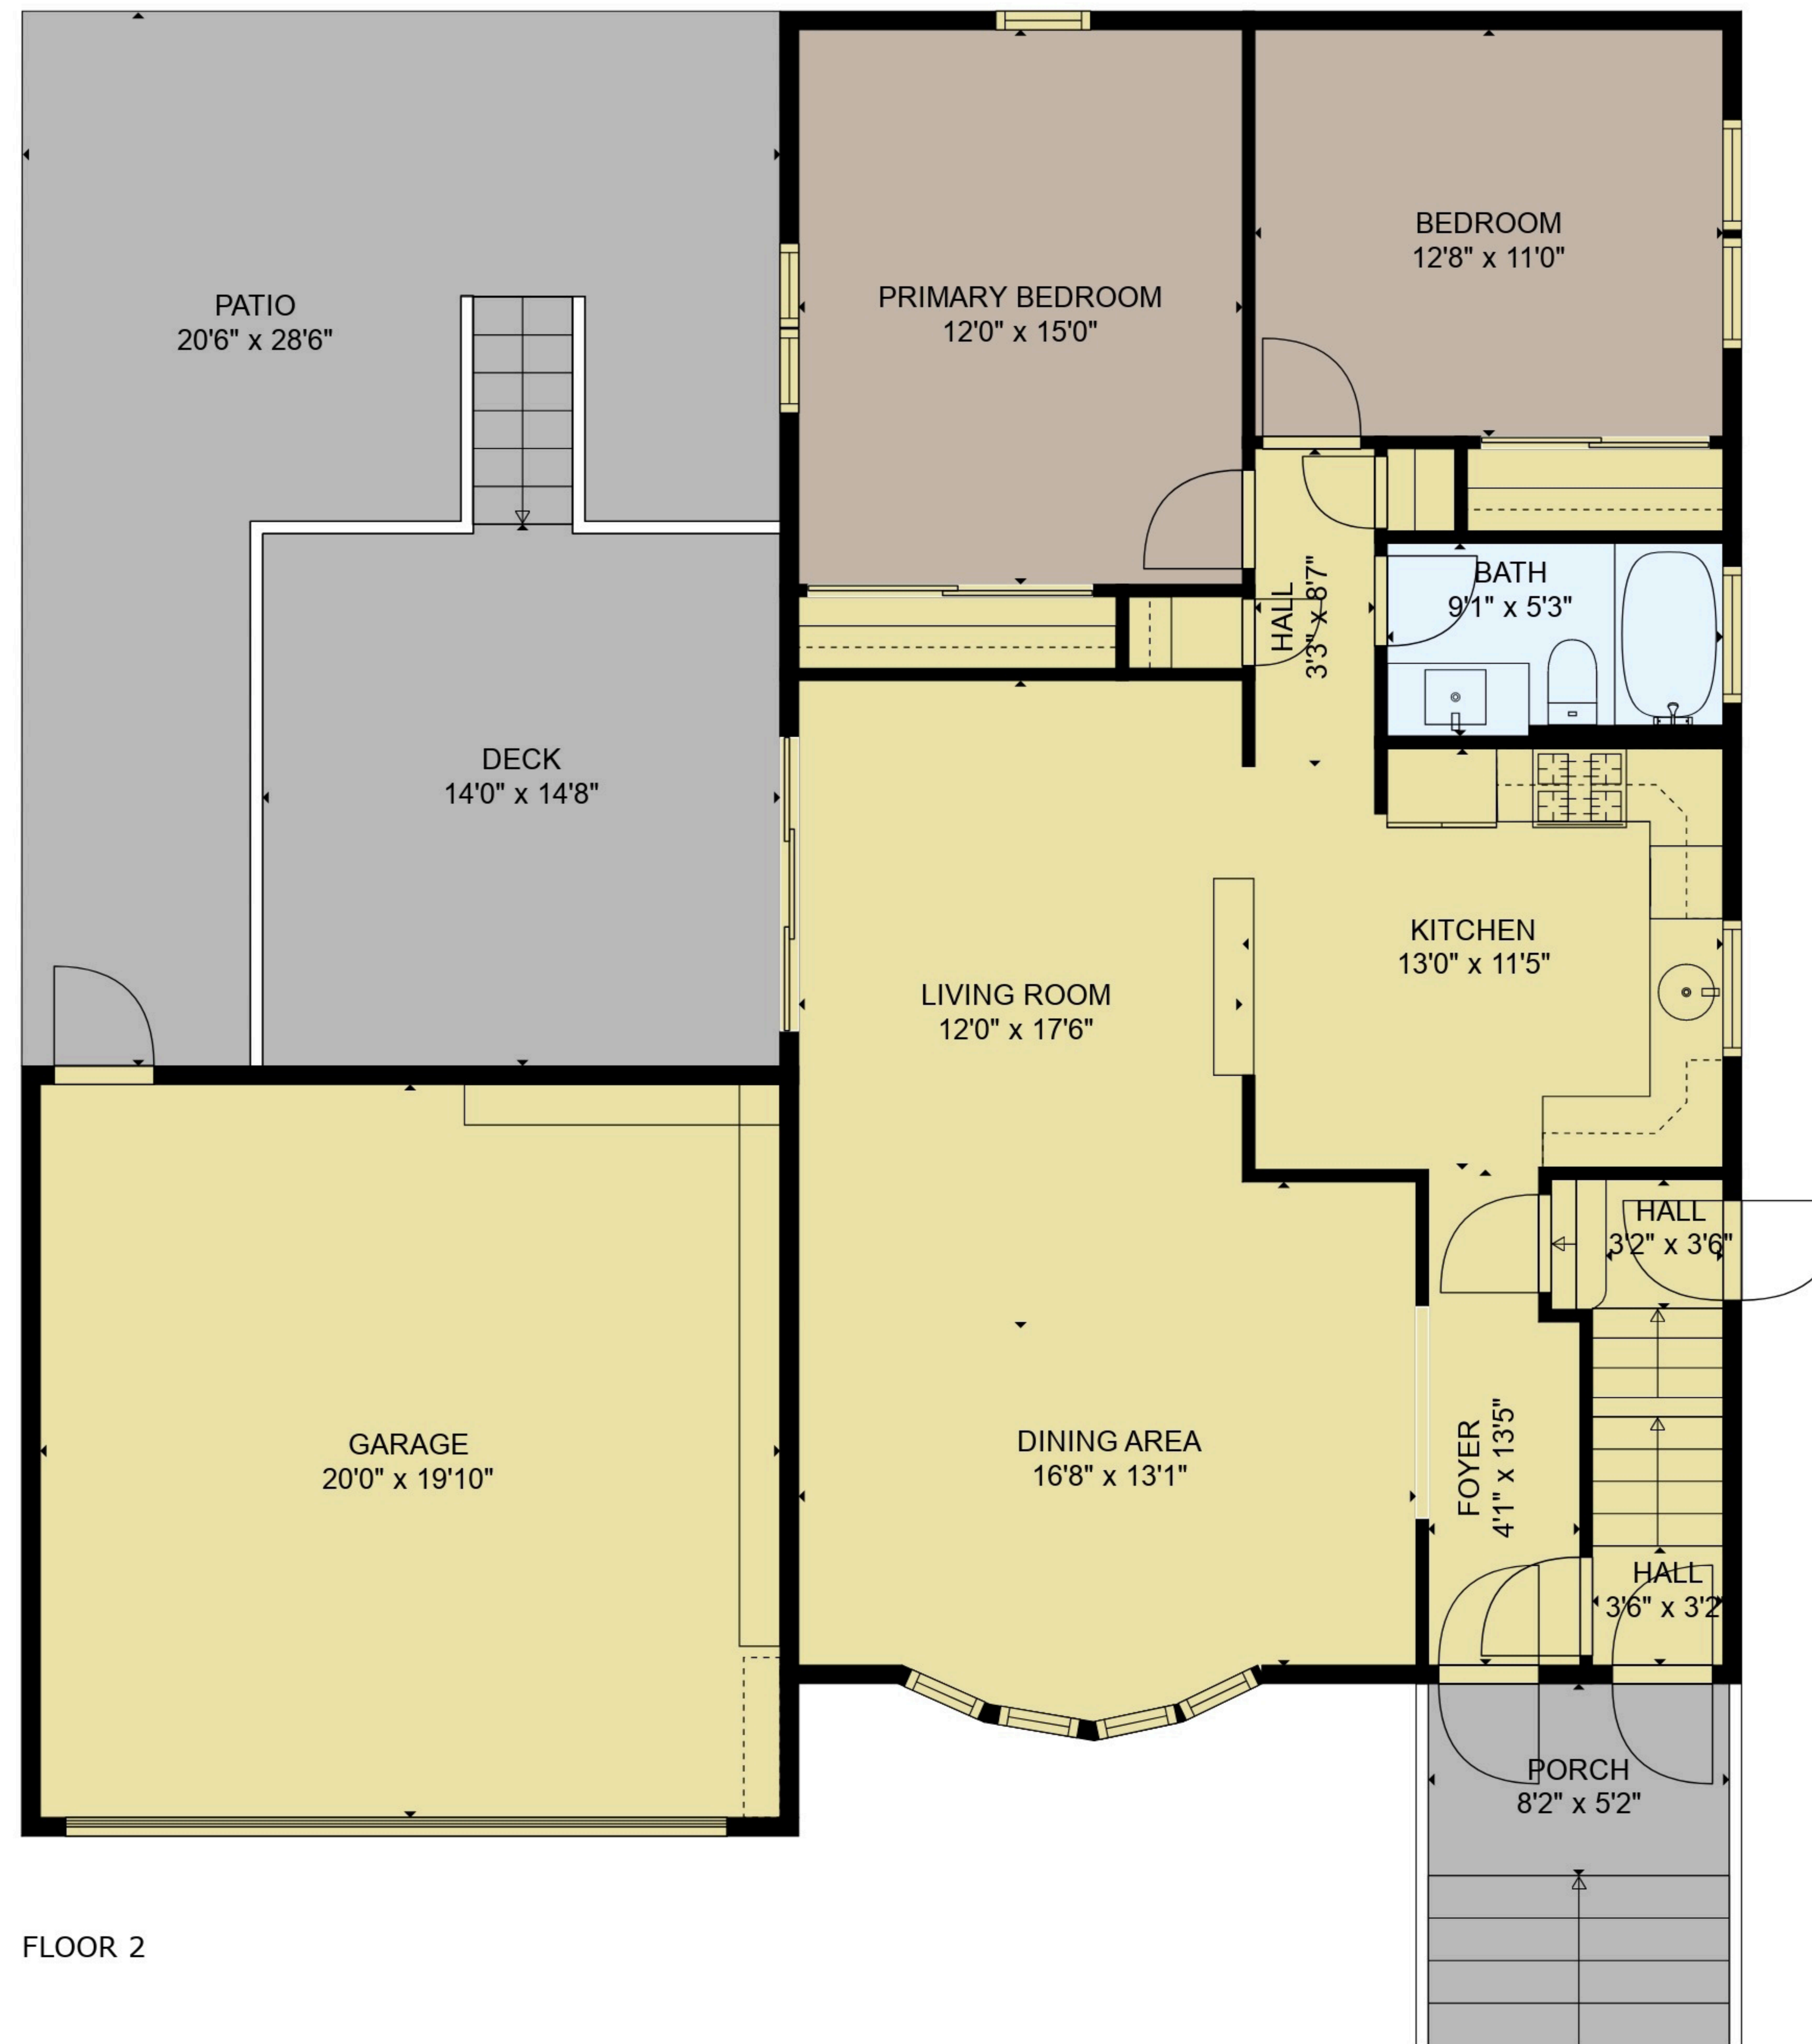 PATIO
20'6" x 28'6"
PRIMARY BEDROOM
12'0" x 15'0"
BEDROOM
12'8" x 11'0"
HALL
3'3" x 8'7"
BATH
9'1" x 5'3"
DECK
14'0" x 14'8"
LIVING ROOM
12'0" x 17'6"
KITCHEN
13'0" x 11'5"
HALL
3'2" x 3'6"
GARAGE
20'0" x 19'10"
DINING AREA
16'8" x 13'1"
FOYER
4'1" x 13'5"
HALL
3'6" x 3'2"
PORCH
8'2" x 5'2"
FLOOR 2